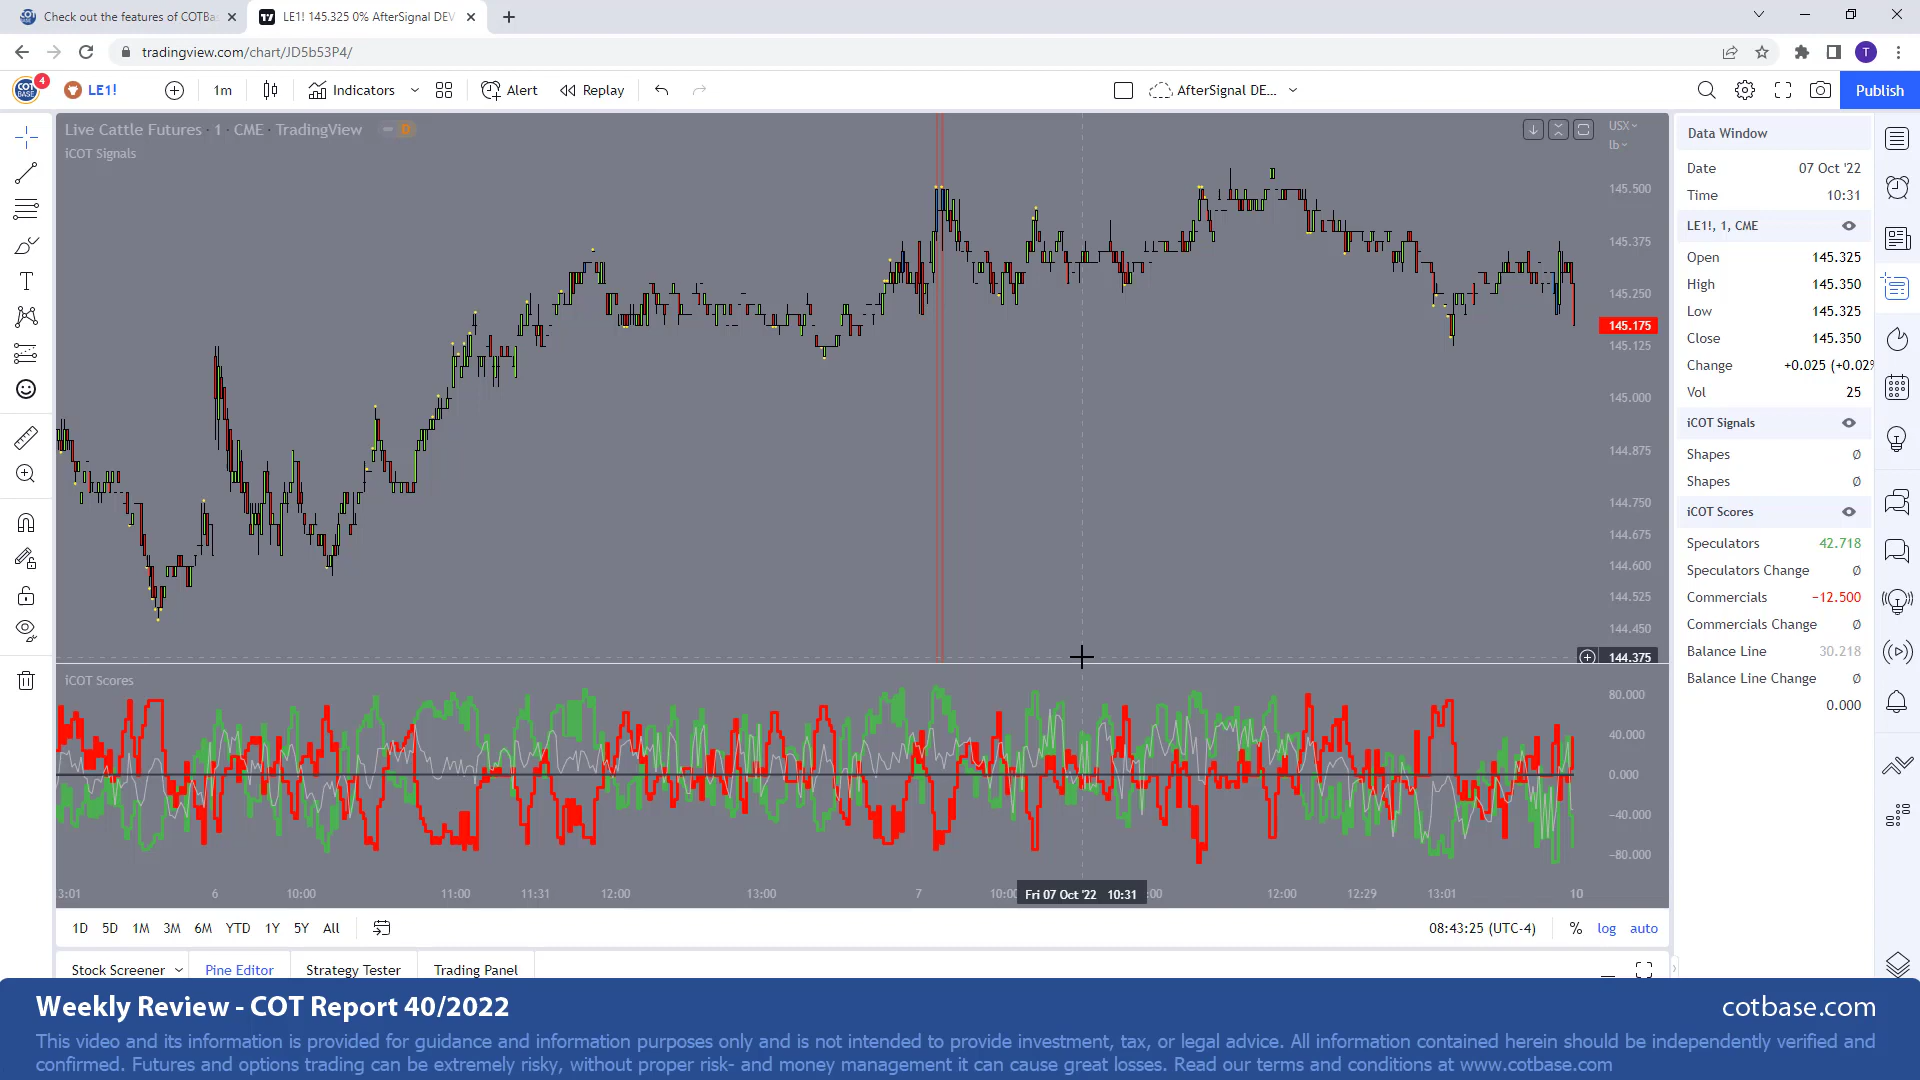 Check out the features of COTBa
LE1! 145.325 0% AfterSignal DEV
tradingview.com/chart/JD5b53P4/
T
COT BASE
4
LE1!
1m
Indicators
Alert
Replay
AfterSignal DE...
Publish
Live Cattle Futures · 1 · CME · TradingView
D
iCOT Signals
USX
lb
145.500
145.375
145.250
145.175
145.125
145.000
144.875
144.750
144.675
144.600
144.525
144.450
144.375
iCOT Scores
80.000
40.000
0.000
−40.000
−80.000
3:01
6
10:00
11:00
11:31
12:00
13:00
7
10:00
Fri 07 Oct '22 10:31
:00
12:00
12:29
13:01
10
Data Window
Date 07 Oct '22
Time 10:31
LE1!, 1, CME
Open 145.325
High 145.350
Low 145.325
Close 145.350
Change +0.025 (+0.02%
Vol 25
iCOT Signals
Shapes Ø
Shapes Ø
iCOT Scores
Speculators 42.718
Speculators Change Ø
Commercials −12.500
Commercials Change Ø
Balance Line 30.218
Balance Line Change Ø
0.000
1D 5D 1M 3M 6M YTD 1Y 5Y All
08:43:25 (UTC-4)
% log auto
Stock Screener Pine Editor Strategy Tester Trading Panel
Weekly Review - COT Report 40/2022
cotbase.com
This video and its information is provided for guidance and information purposes only and is not intended to provide investment, tax, or legal advice. All information contained herein should be independently verified and
confirmed. Futures and options trading can be extremely risky, without proper risk- and money management it can cause great losses. Read our terms and conditions at www.cotbase.com